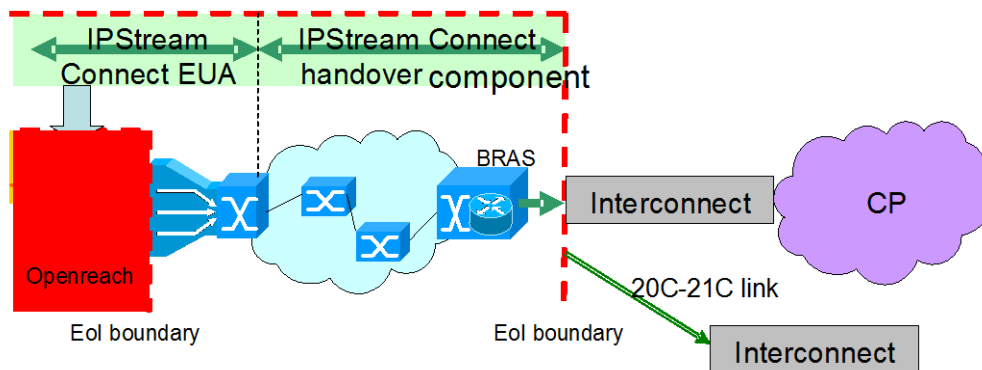 IPStream
Connect EUA
IPStream Connect
handover component
BRAS
Interconnect
CP
Openreach
20C-21C link
EoI boundary
EoI boundary
Interconnect